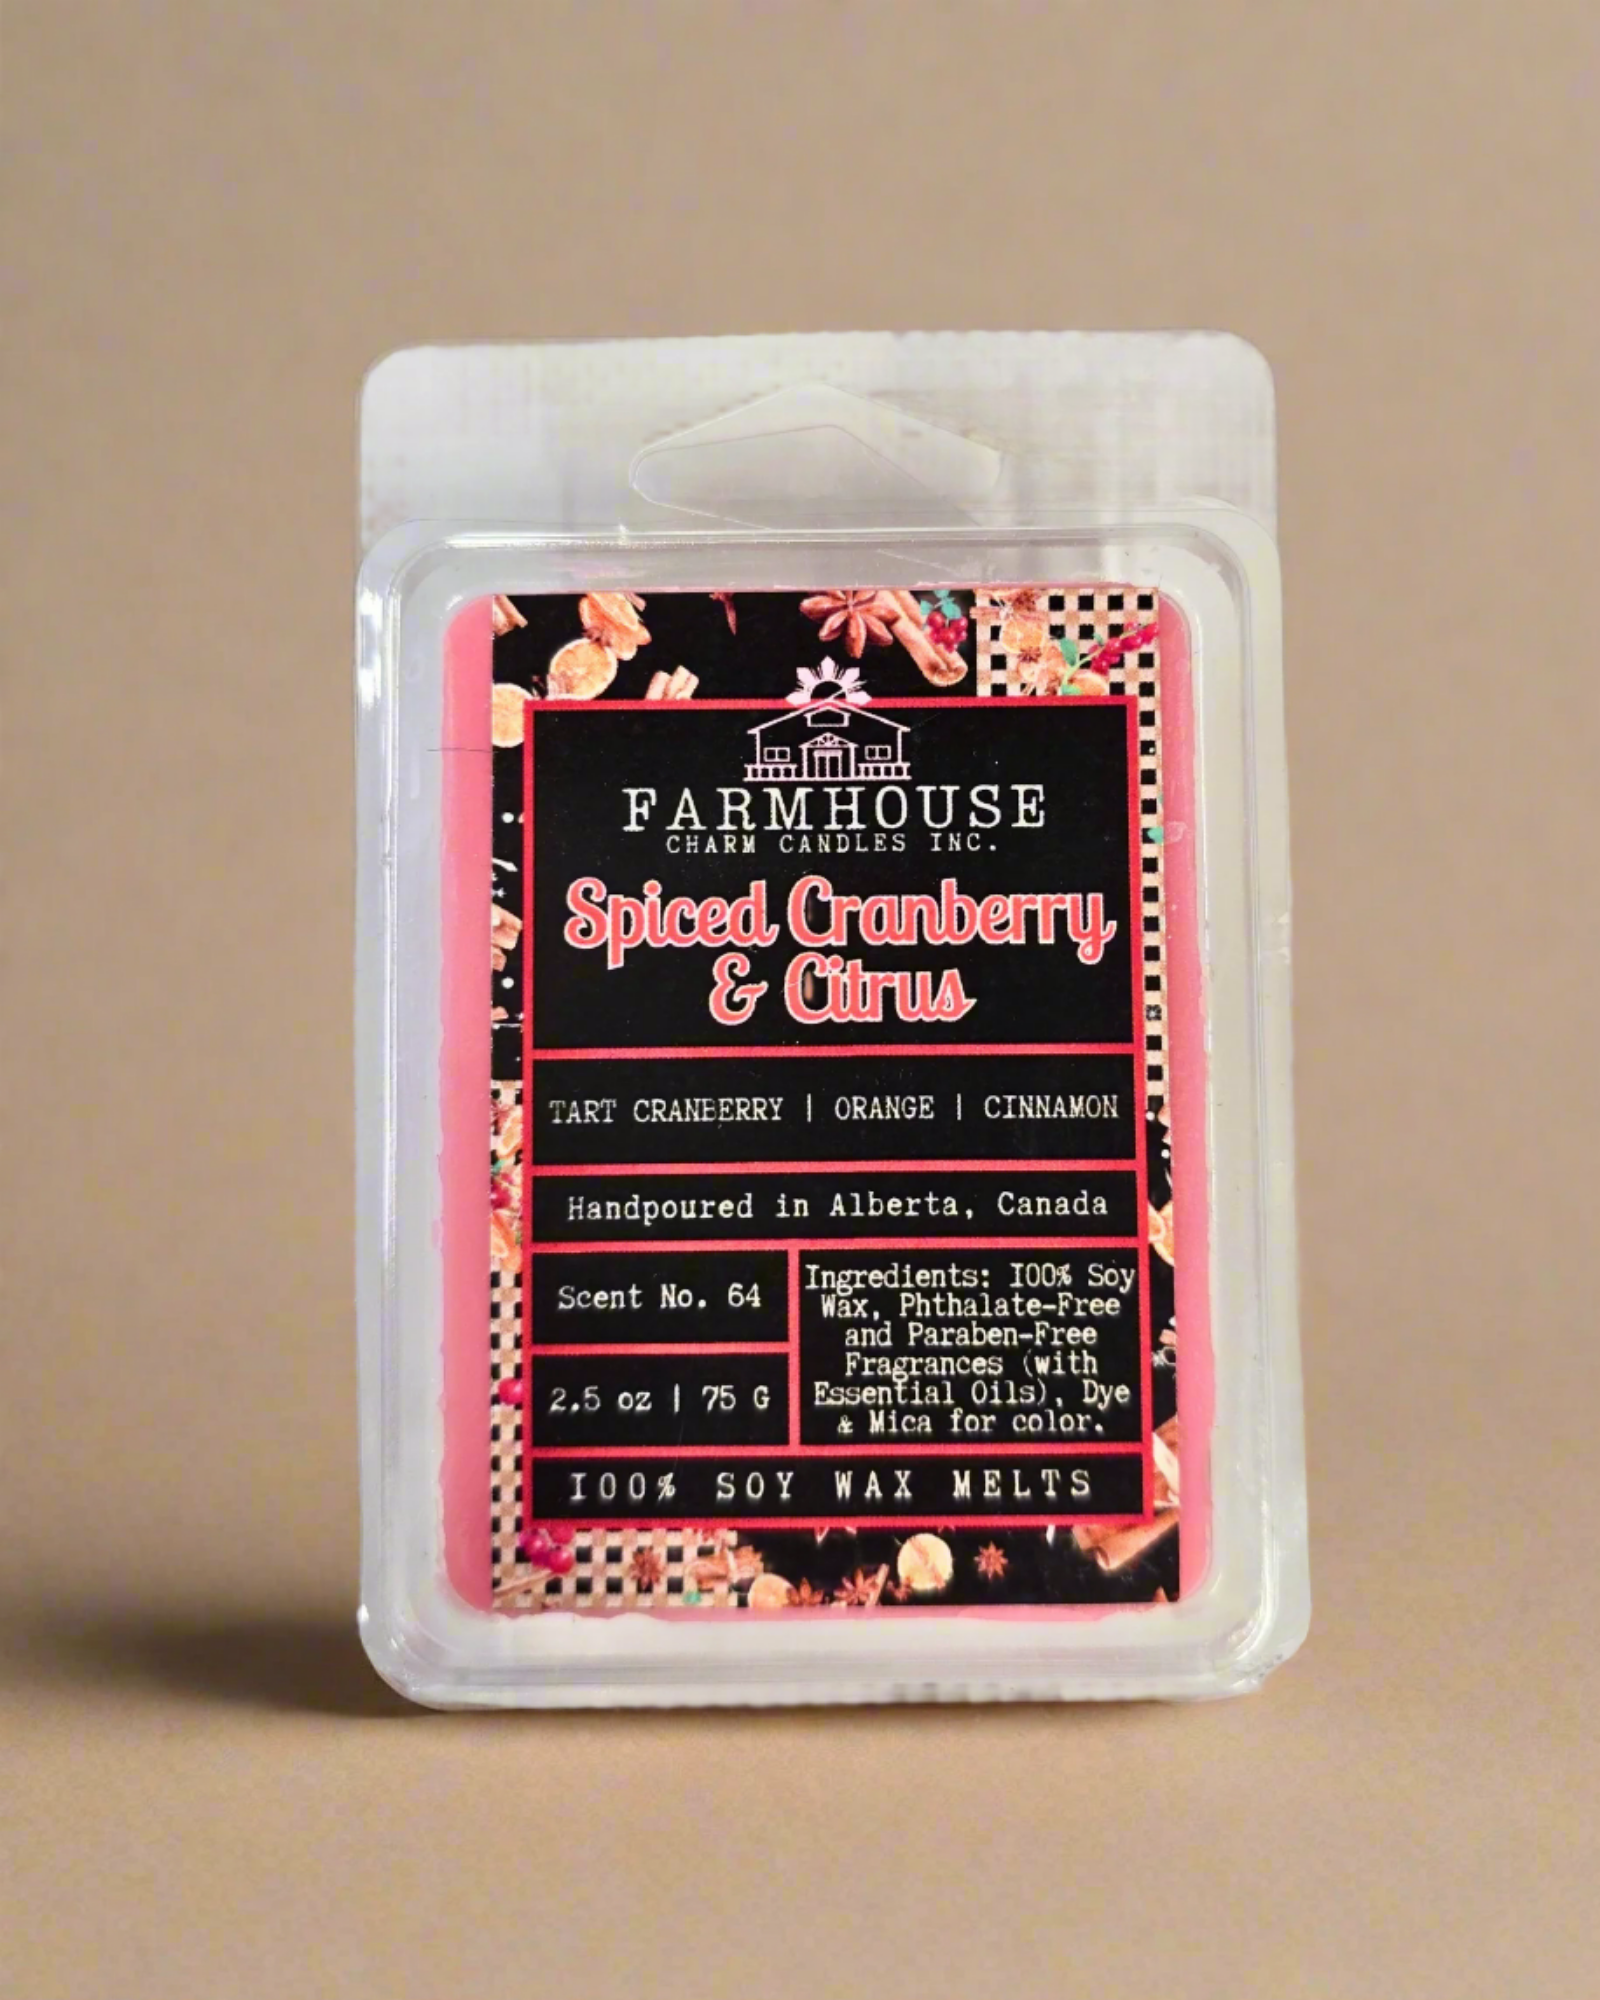 FARMHOUSE
CHARM CANDLES INC.
Spiced Cranberry
& Citrus
TART CRANBERRY | ORANGE | CINNAMON
Handpoured in Alberta, Canada
Scent No. 64
2.5 oz | 75 G
Ingredients: 100% Soy
Wax, Phthalate-Free
and Paraben-Free
Fragrances (with
Essential Oils), Dye
& Mica for color.
100% SOY WAX MELTS